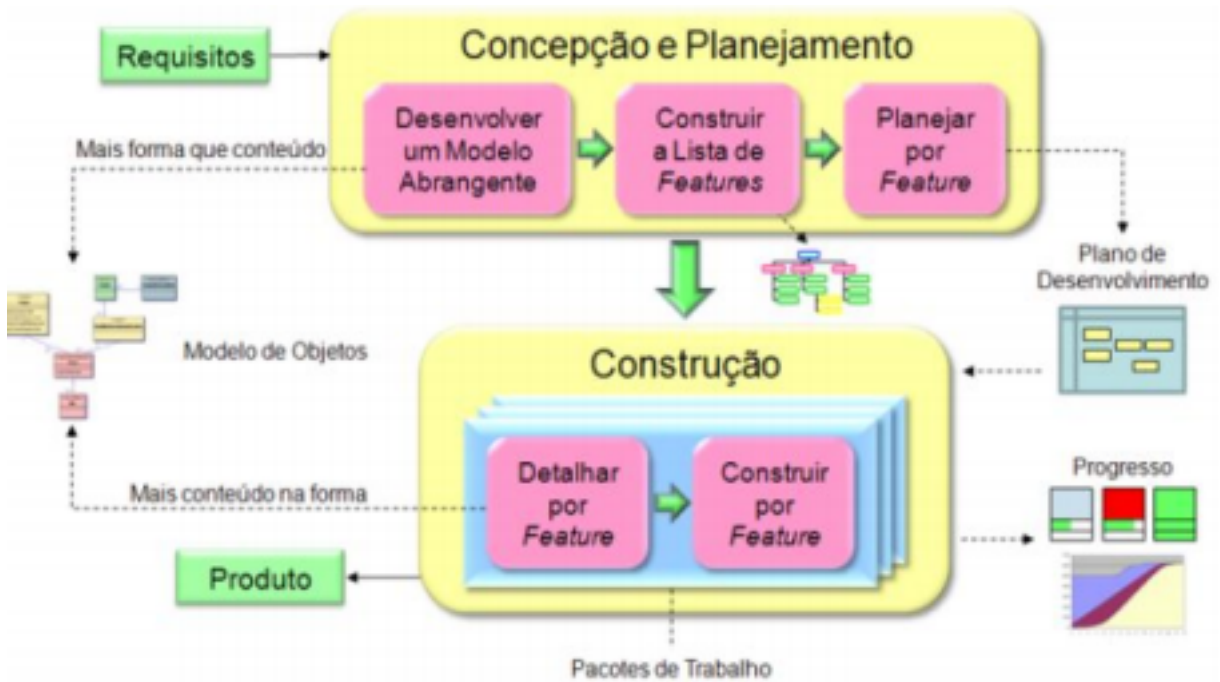 Concepção e Planejamento
Requisitos
Desenvolver
um Modelo
Abrangente
Construir
a Lista de
Features
Planejar
por
Feature
Mais forma que conteúdo
Plano de
Desenvolvimento
Modelo de Objetos
Construção
Detalhar
por
Feature
Construir
por
Feature
Mais conteúdo na forma
Progresso
Produto
Pacotes de Trabalho